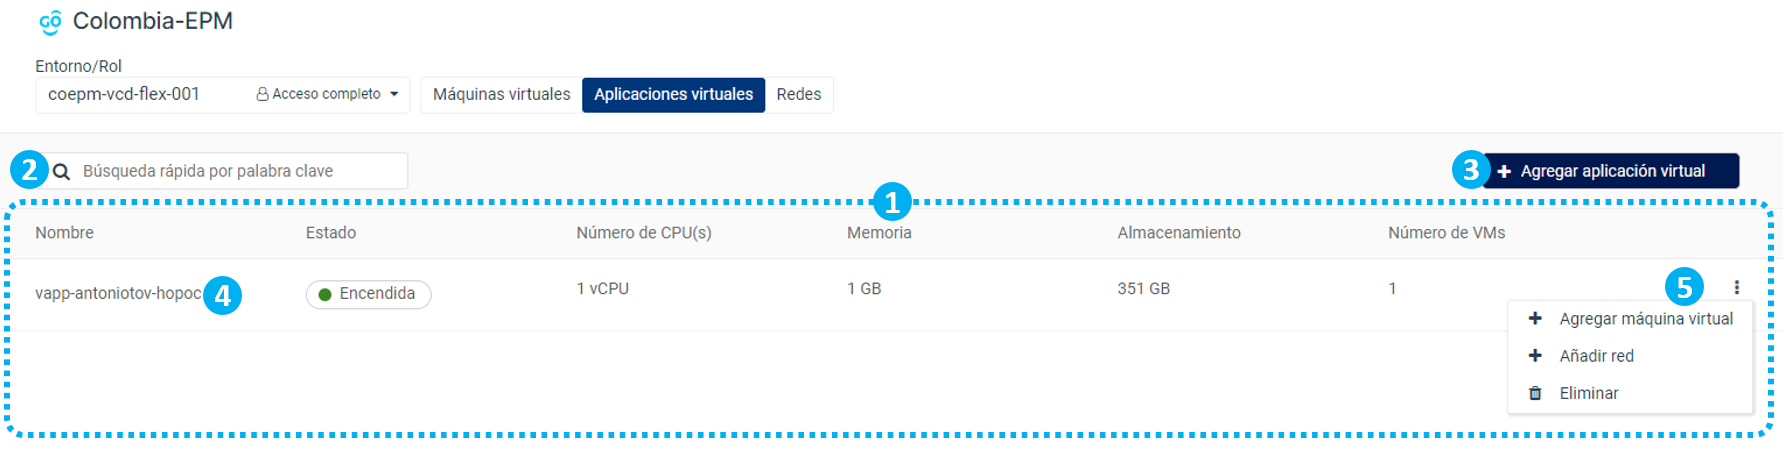 GO Colombia-EPM
Entorno/Rol
coepm-vcd-flex-001 Acceso completo Máquinas virtuales Aplicaciones virtuales Redes
2 Búsqueda rápida por palabra clave 3 + Agregar aplicación virtual
1
Nombre Estado Número de CPU(s) Memoria Almacenamiento Número de VMs
vapp-antoniotov-hopoc 4 Encendida 1 vCPU 1 GB 351 GB 1 5
+ Agregar máquina virtual
+ Añadir red
Eliminar